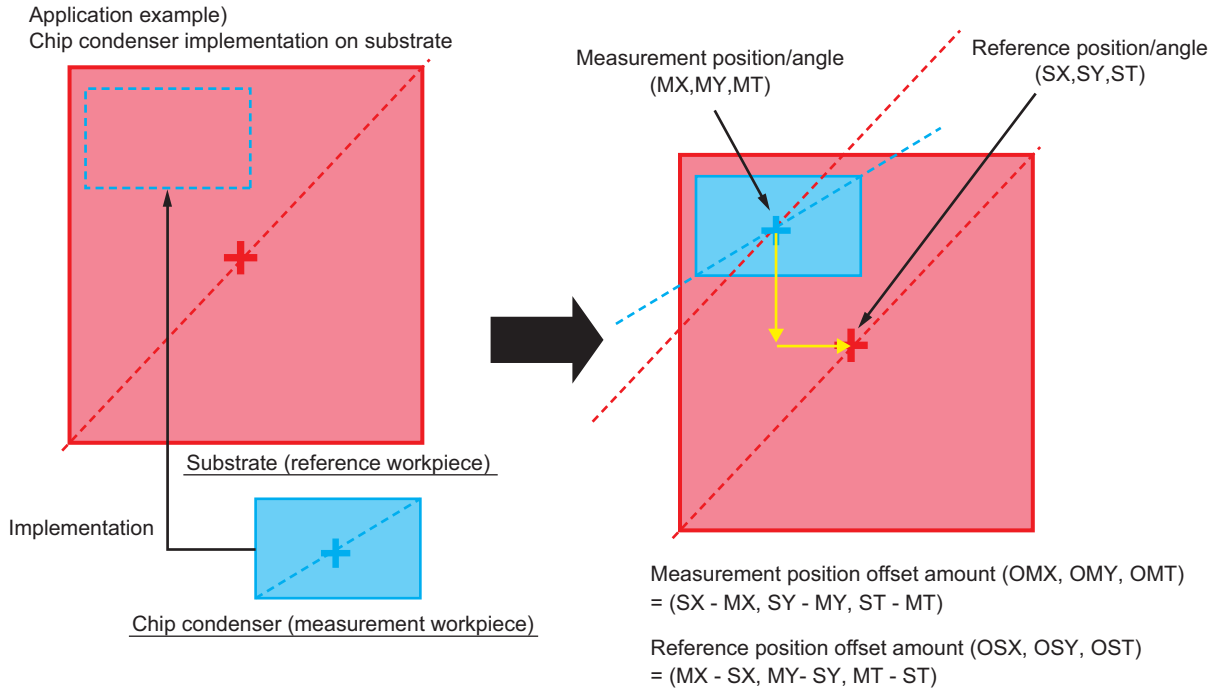 Application example)
Chip condenser implementation on substrate
Measurement position/angle
(MX,MY,MT)
Reference position/angle
(SX,SY,ST)
Substrate (reference workpiece)
Implementation
Chip condenser (measurement workpiece)
Measurement position offset amount (OMX, OMY, OMT)
= (SX - MX, SY - MY, ST - MT)
Reference position offset amount (OSX, OSY, OST)
= (MX - SX, MY- SY, MT - ST)